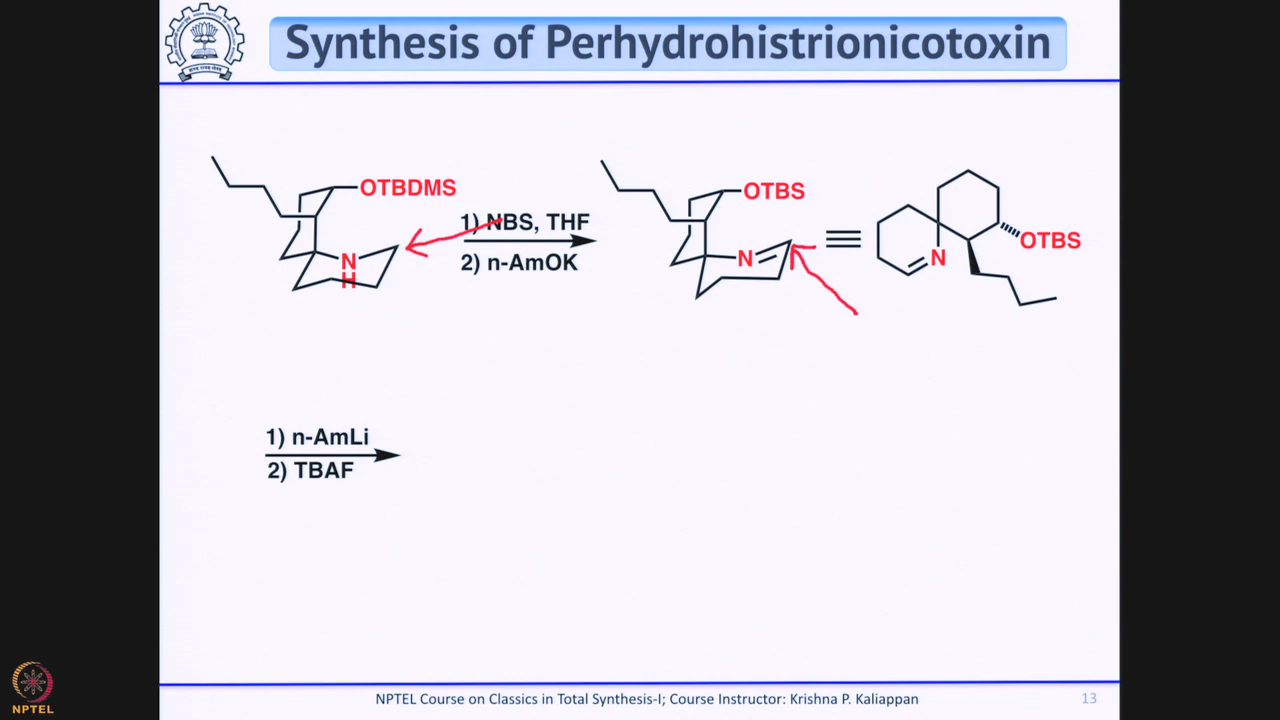 Synthesis of Perhydrohistrionicotoxin
OTBDMS
N
H
1) NBS, THF
2) n-AmOK
OTBS
N
OTBS
N
1) n-AmLi
2) TBAF
NPTEL Course on Classics in Total Synthesis-I; Course Instructor: Krishna P. Kaliappan
13
NPTEL